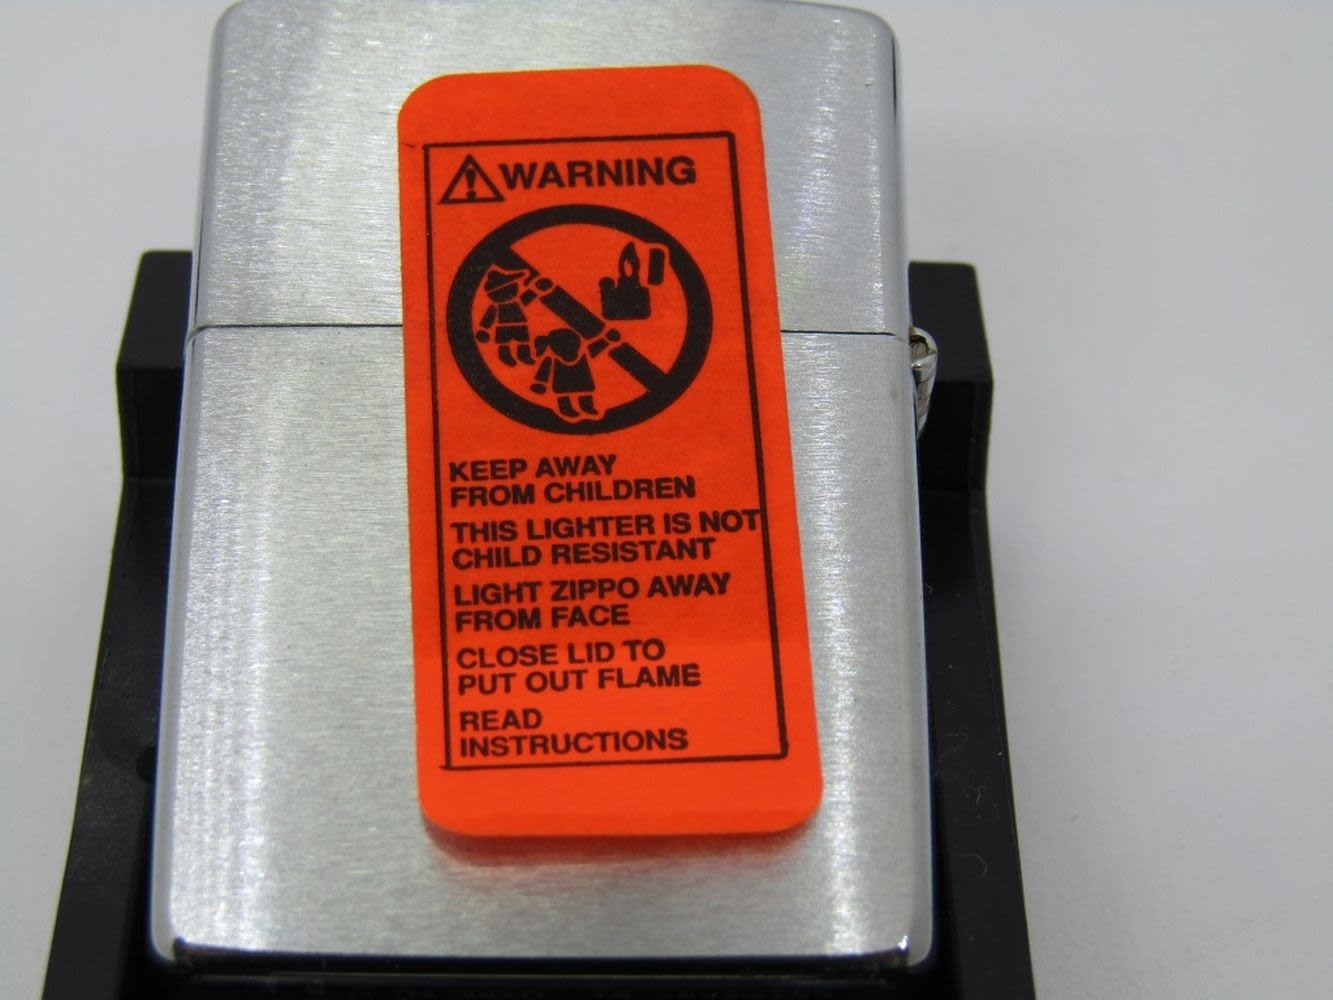 WARNING
KEEP AWAY
FROM CHILDREN
THIS LIGHTER IS NOT
CHILD RESISTANT
LIGHT ZIPPO AWAY
FROM FACE
CLOSE LID TO
PUT OUT FLAME
READ
INSTRUCTIONS